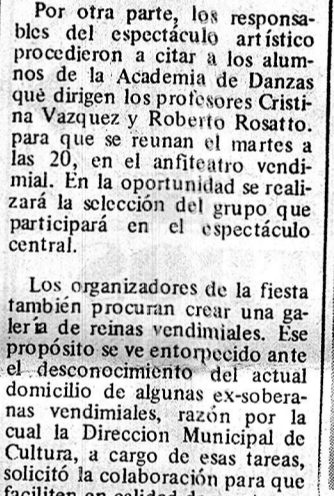 Por otra parte, los responsa-
bles del espectáculo artístico
procedieron a citar a los alum-
nos de la Academia de Danzas
què dirigen los profesores Cristi-
na Vazquez y Roberto Rosatto.
para que se reunan el martes a
las 20, en el anfiteatro vendi-
mial. En la oportunidad se reali-
zará la selección del grupo que
participará en el espectáculo
central.
Los organizadores de la fiesta
también procuran crear una ga-
lería de reinas vendimiales. Ese
propósito se ve entorpecido ante
el desconocimiento del actual
domicilio de algunas ex-sobera-
nas vendimiales, razón por la
cual la Direccion Municipal de
Cultura, a cargo de esas tareas,
solicitó la colaboración para que
faciliten en calidad de